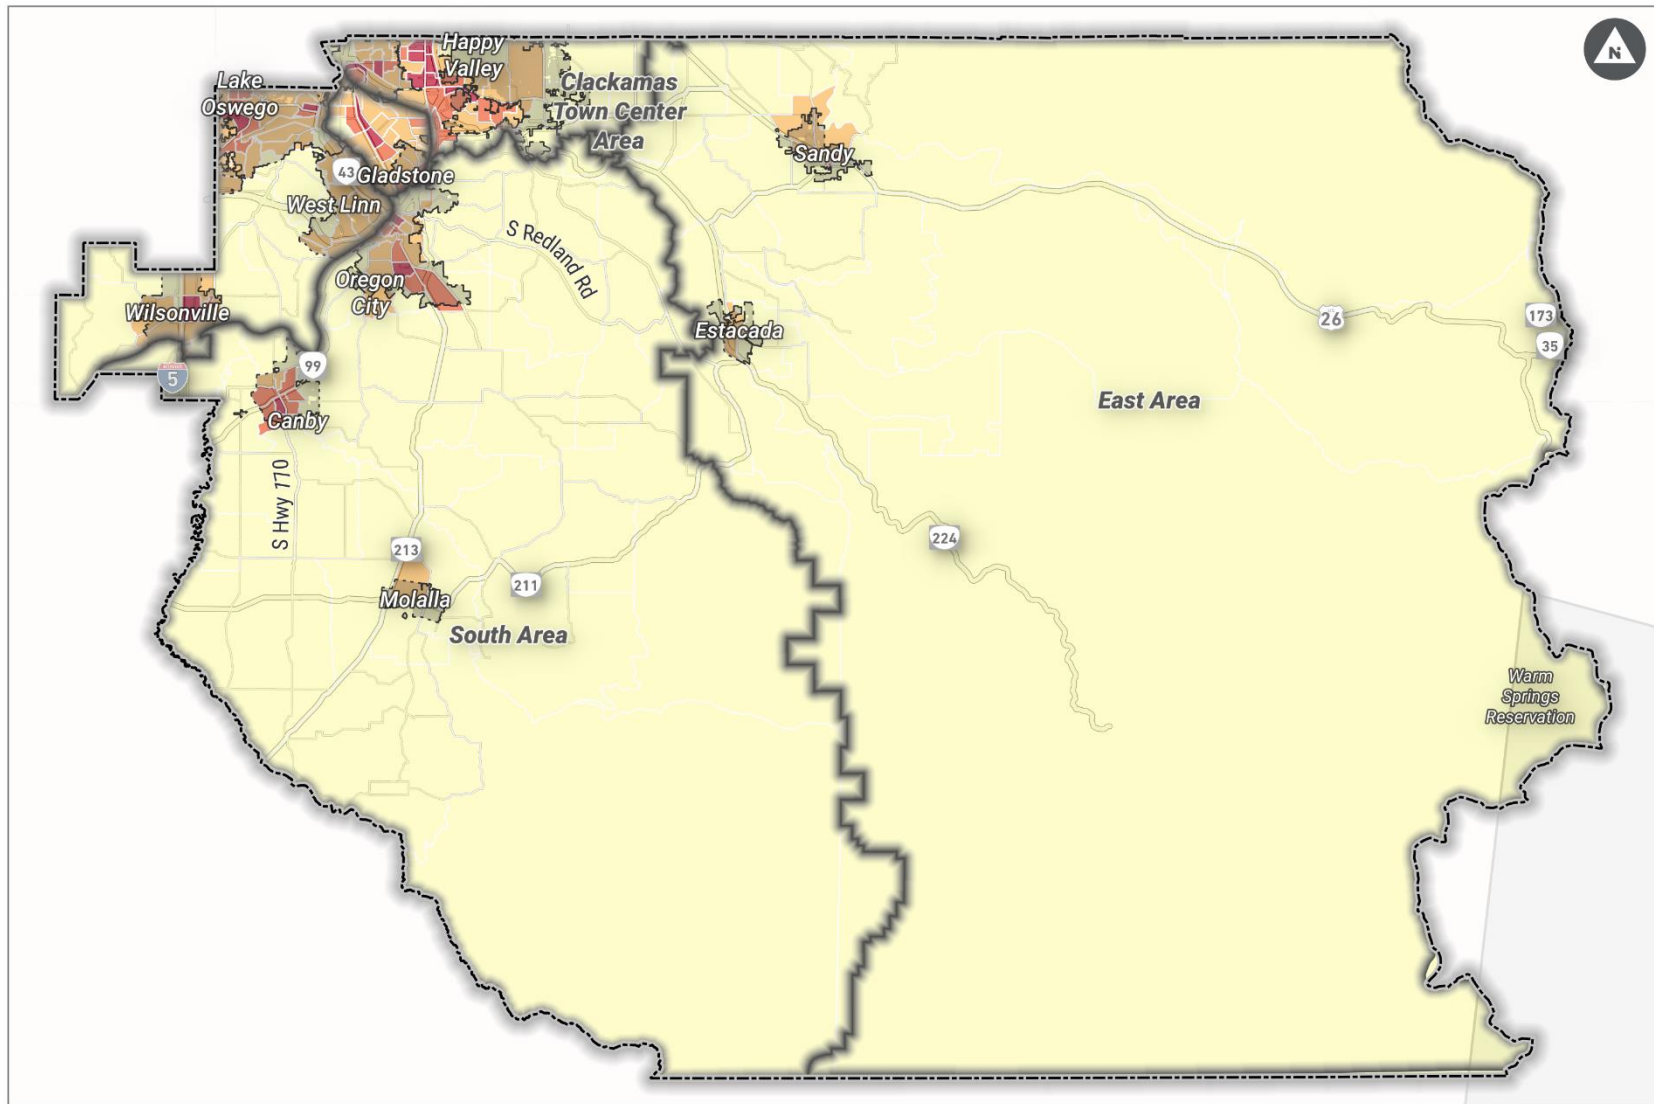 N
Happy
Valley
Lake
Oswego
Clackamas
Town Center
Area
Sandy
43
Gladstone
West Linn
S Redland Rd
Oregon
City
Wilsonville
Estacada
26
173
35
99
5
Canby
East Area
S Hwy 170
213
224
211
Molalla
South Area
Warm
Springs
Reservation